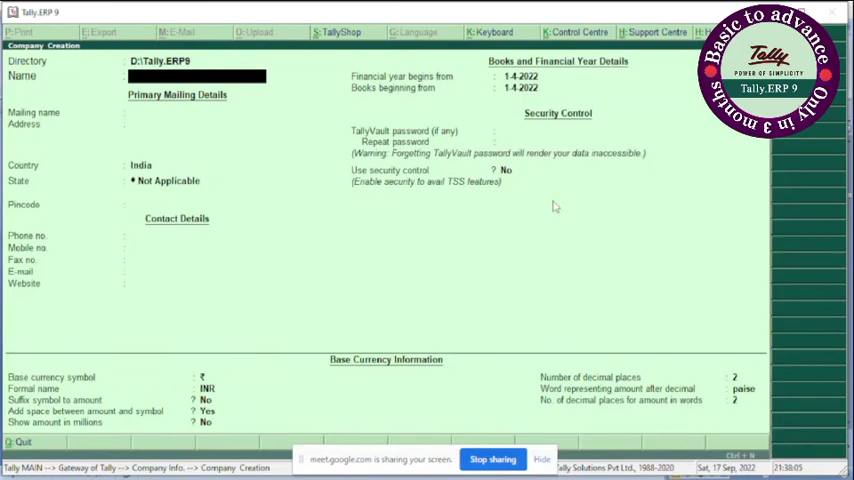 Tally.ERP 9
P: Print
E: Export
M: E-Mail
O: Upload
S: TallyShop
G: Language
K: Keyboard
K: Control Centre
H: Support Centre
Company Creation
Directory : D:\Tally.ERP9
Name :
Primary Mailing Details
Mailing name :
Address :
Country : India
State : ♦ Not Applicable
Pincode :
Contact Details
Phone no. :
Mobile no. :
Fax no. :
E-mail :
Website :
Books and Financial Year Details
Financial year begins from : 1-4-2022
Books beginning from : 1-4-2022
Security Control
TallyVault password (if any) :
Repeat password :
(Warning: Forgetting TallyVault password will render your data inaccessible.)
Use security control ? No
(Enable security to avail TSS features)
Basic to advance
Tally
POWER OF SIMPLICITY
Tally.ERP 9
Only in 3 months
Base Currency Information
Base currency symbol : ₹
Formal name : INR
Suffix symbol to amount ? No
Add space between amount and symbol ? Yes
Show amount in millions ? No
Number of decimal places : 2
Word representing amount after decimal : paise
No. of decimal places for amount in words : 2
Q: Quit
meet.google.com is sharing your screen.
Stop sharing
Hide
Ctrl + N
Tally MAIN --> Gateway of Tally --> Company Info. --> Company Creation
Tally Solutions Pvt Ltd., 1988-2020
Sat, 17 Sep, 2022
21:38:05